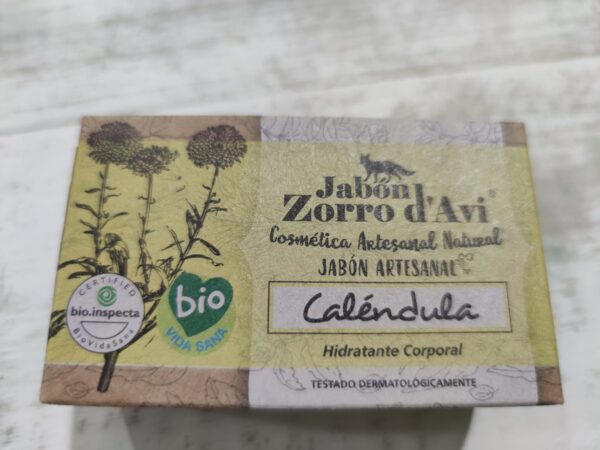 Jabón
Zorro d'Avi®
Cosmética Artesanal Natural
JABÓN ARTESANAL
Caléndula
Hidratante Corporal
TESTADO DERMATOLÓGICAMENTE
CERTIFIED
bio.inspecta
BioVidaSana
bio
VIDA SANA